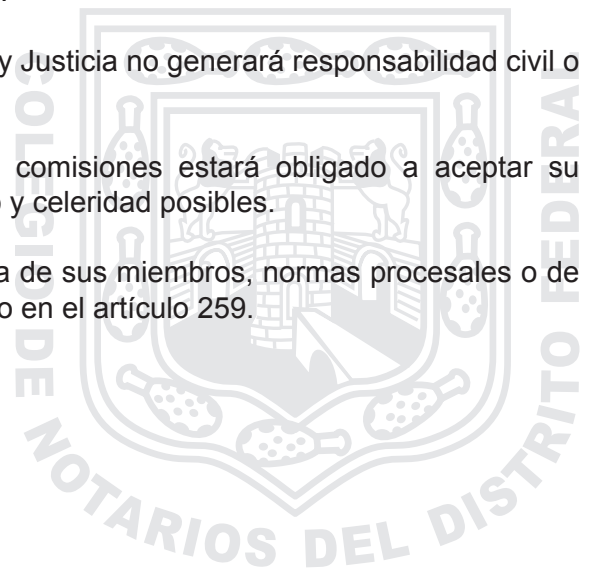 y Justicia no generará responsabilidad civil o
comisiones estará obligado a aceptar su
y celeridad posibles.
a de sus miembros, normas procesales o de
o en el artículo 259.
COLEGIO DE NOTARIOS DEL DISTRITO FEDERAL